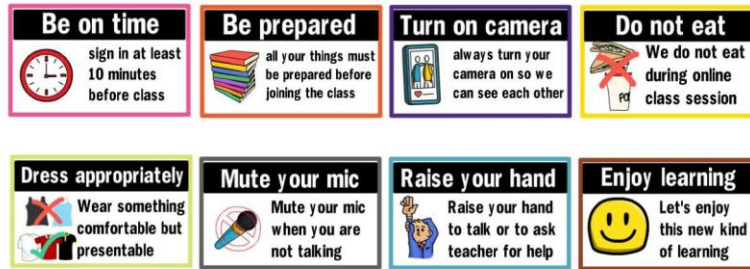 Be on time
sign in at least
10 minutes
before class
Be prepared
all your things must
be prepared before
joining the class
Turn on camera
always turn your
camera on so we
can see each other
Do not eat
We do not eat
during online
class session
Dress appropriately
Wear something
comfortable but
presentable
Mute your mic
Mute your mic
when you are
not talking
Raise your hand
Raise your hand
to talk or to ask
teacher for help
Enjoy learning
Let's enjoy
this new kind
of learning